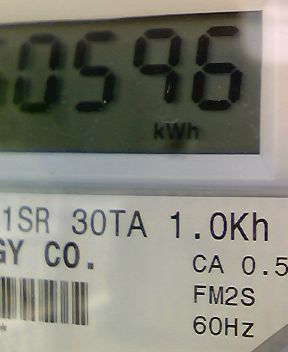 0596
kWh
1SR 30TA 1.0Kh
GY CO.
CA 0.5
FM2S
60Hz